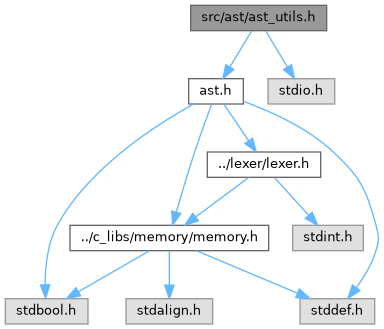 src/ast/ast_utils.h
ast.h
stdio.h
../lexer/lexer.h
../c_libs/memory/memory.h
stdint.h
stdbool.h
stdalign.h
stddef.h